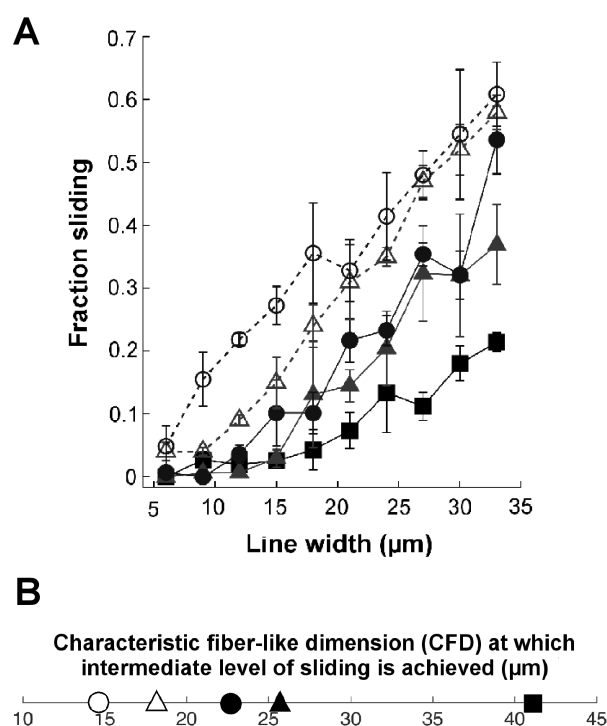 A
0.7
0.6
0.5
0.4
0.3
0.2
0.1
0
Fraction sliding
5 10 15 20 25 30 35
Line width (µm)
B
Characteristic fiber-like dimension (CFD) at which
intermediate level of sliding is achieved (µm)
10 15 20 25 30 35 40 45